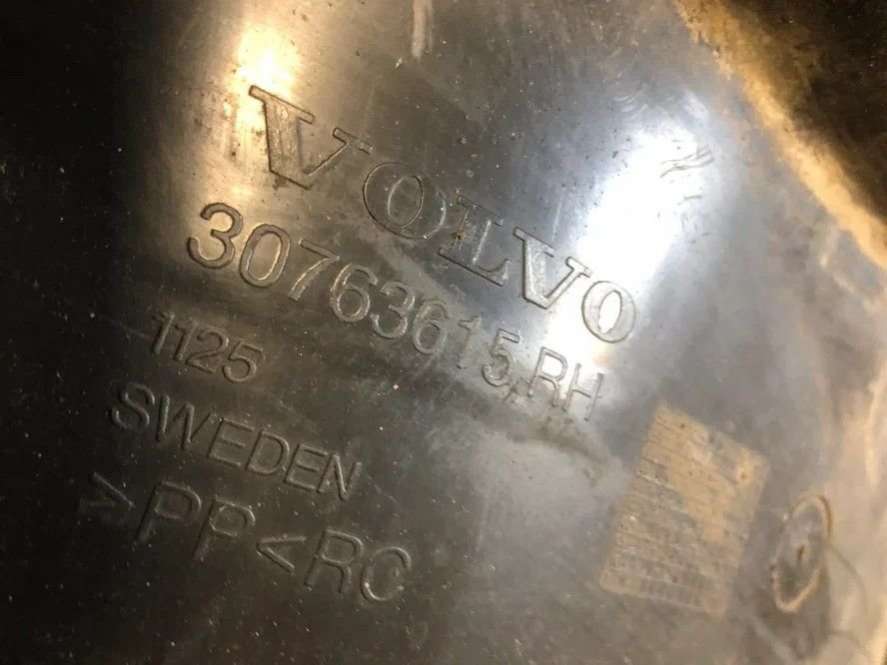 VOLVO
30763615,RH
1125
SWEDEN
>PP<RC